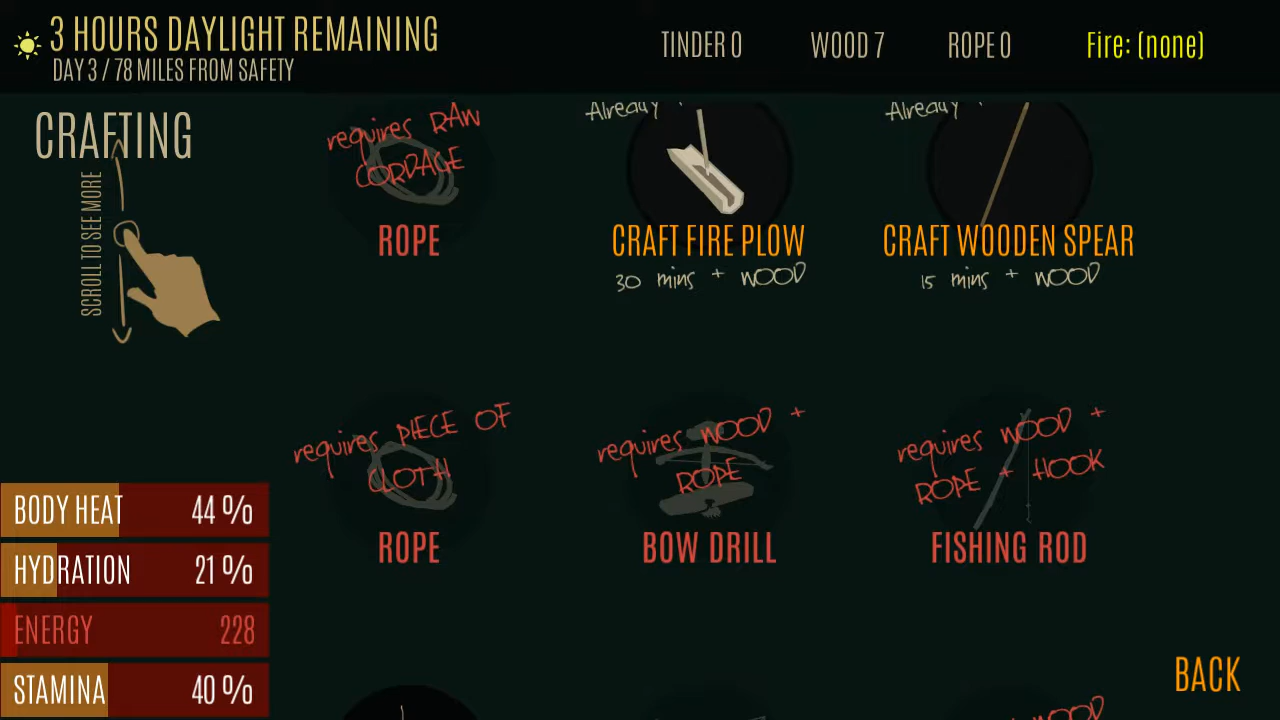 3 HOURS DAYLIGHT REMAINING
DAY 3 / 78 MILES FROM SAFETY
TINDER 0
WOOD 7
ROPE 0
Fire: (none)
CRAFTING
SCROLL TO SEE MORE
requires RAW
CORDAGE
ROPE
Already
CRAFT FIRE PLOW
30 mins + WOOD
Already
CRAFT WOODEN SPEAR
15 mins + WOOD
requires PIECE OF
CLOTH
ROPE
requires WOOD +
ROPE
BOW DRILL
requires WOOD +
ROPE + HOOK
FISHING ROD
BODY HEAT 44 %
HYDRATION 21 %
ENERGY 228
STAMINA 40 %
WOOD
BACK